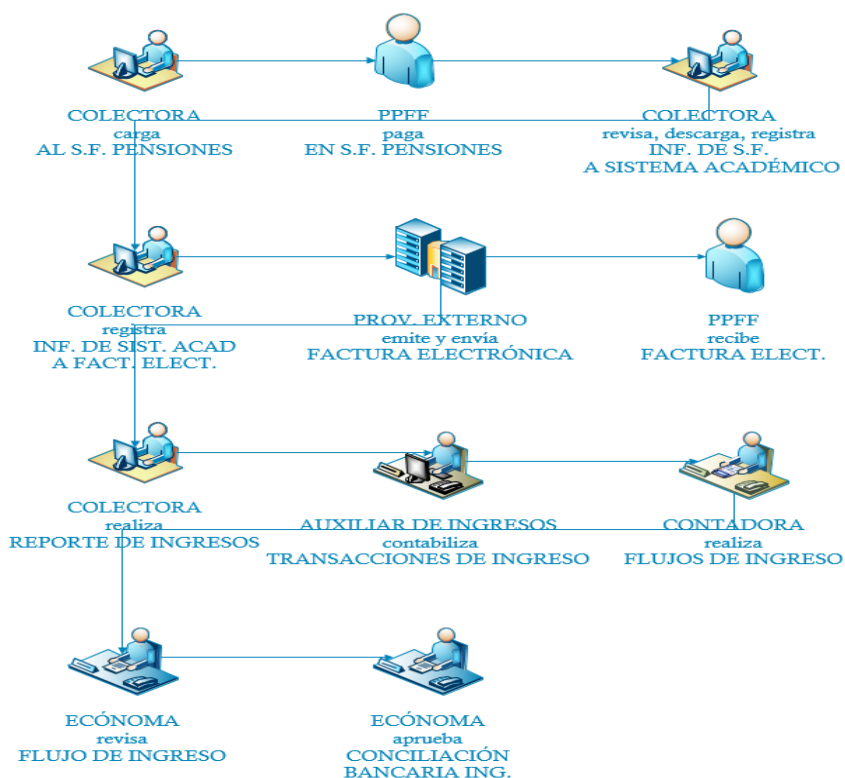 COLECTORA
carga
AL S.F. PENSIONES
PPFF
paga
EN S.F. PENSIONES
COLECTORA
revisa, descarga, registra
INF. DE S.F.
A SISTEMA ACADÉMICO
COLECTORA
registra
INF. DE SIST. ACAD
A FACT. ELECT.
PROV. EXTERNO
emite y envía
FACTURA ELECTRÓNICA
PPFF
recibe
FACTURA ELECT.
COLECTORA
realiza
REPORTE DE INGRESOS
AUXILIAR DE INGRESOS
contabiliza
TRANSACCIONES DE INGRESO
CONTADORA
realiza
FLUJOS DE INGRESO
ECÓNOMA
revisa
FLUJO DE INGRESO
ECÓNOMA
aprueba
CONCILIACIÓN
BANCARIA ING.